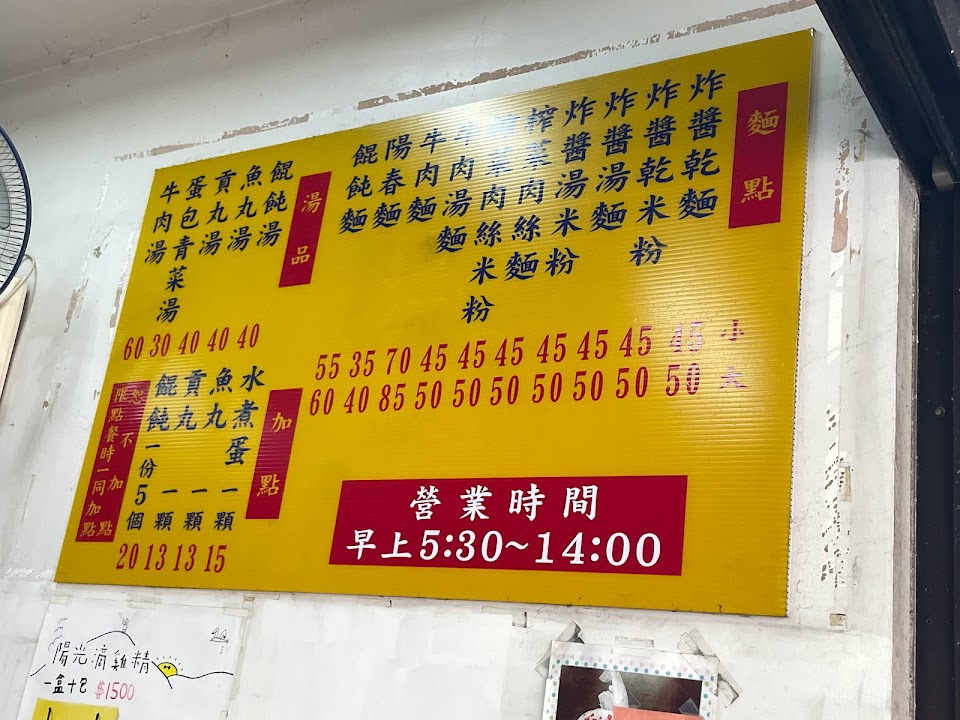 麵點
炸醬乾麵
炸醬乾米粉
炸醬湯麵
炸醬湯米粉
榨菜肉絲麵
榨菜肉絲米粉
牛肉湯麵
牛肉麵
陽春麵
餛飩麵
55 35 70 45 45 45 45 45 45 45 小
60 40 85 50 50 50 50 50 50 50 大
湯品
餛飩湯
魚丸湯
貢丸湯
蛋包青菜湯
牛肉湯
60 30 40 40 40
加點
水煮蛋一顆
魚丸一顆
貢丸一顆
餛飩一份5個
20 13 13 15
恕不加點
限點餐時一同加點
營業時間
早上5:30~14:00
陽光滴雞精
一盒十包 $1500